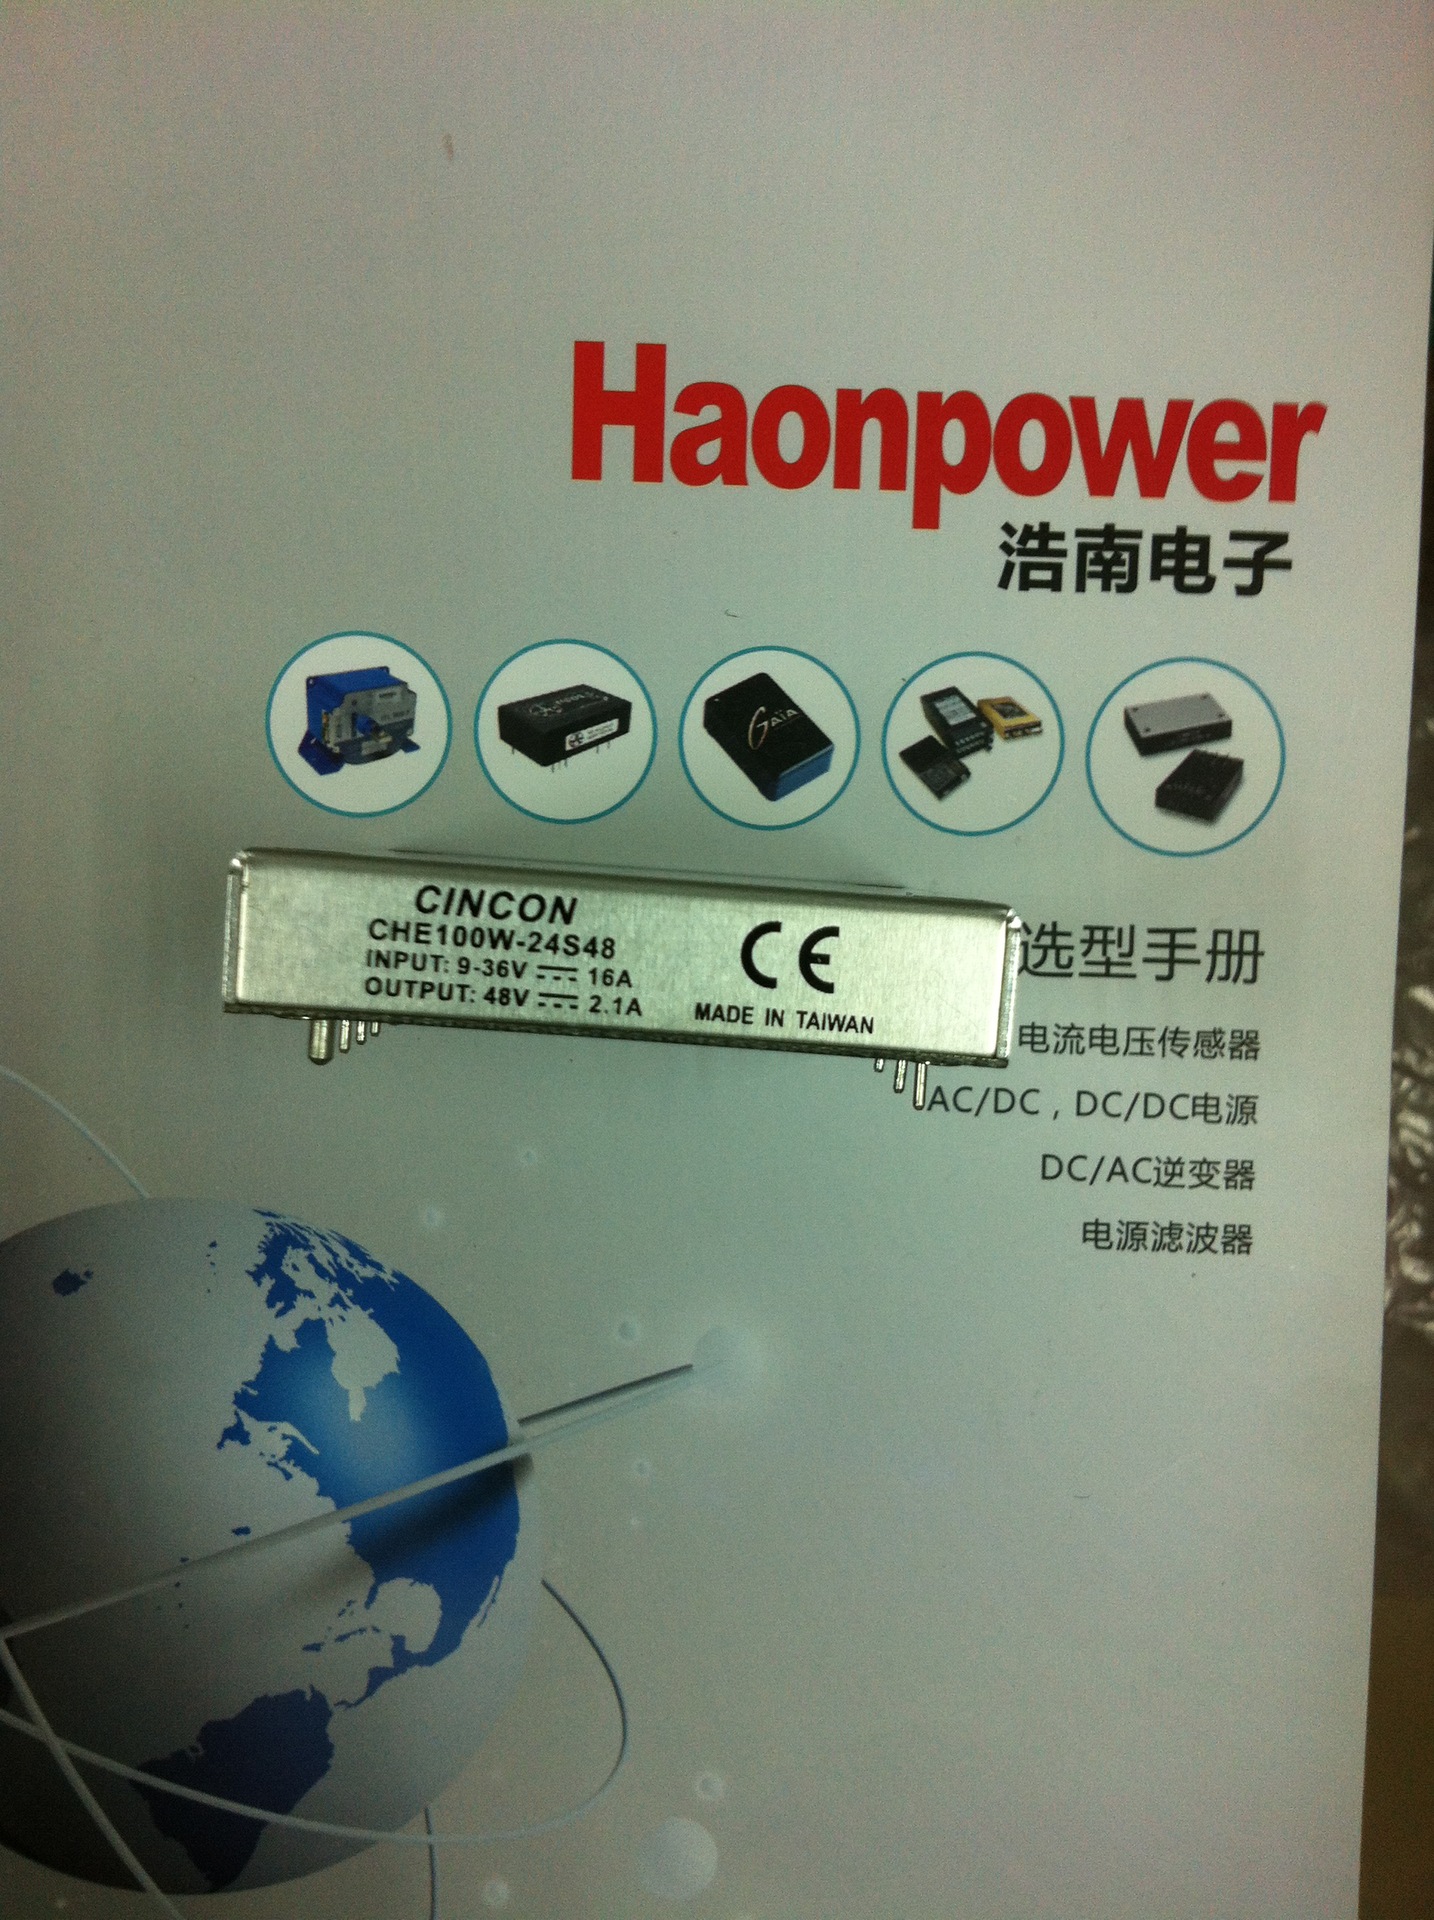 Haonpower
浩南电子
GAÏA
CINCON
CHE100W-24S48
INPUT: 9-36V ⎓ 16A
OUTPUT: 48V ⎓ 2.1A
CE
MADE IN TAIWAN
选型手册
电流电压传感器
AC/DC，DC/DC电源
DC/AC逆变器
电源滤波器